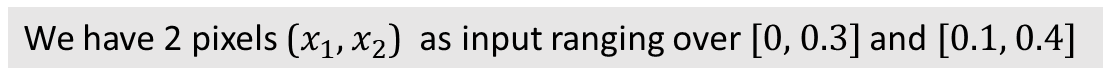 We have 2 pixels (𝑥₁, 𝑥₂) as input ranging over [0, 0.3] and [0.1, 0.4]